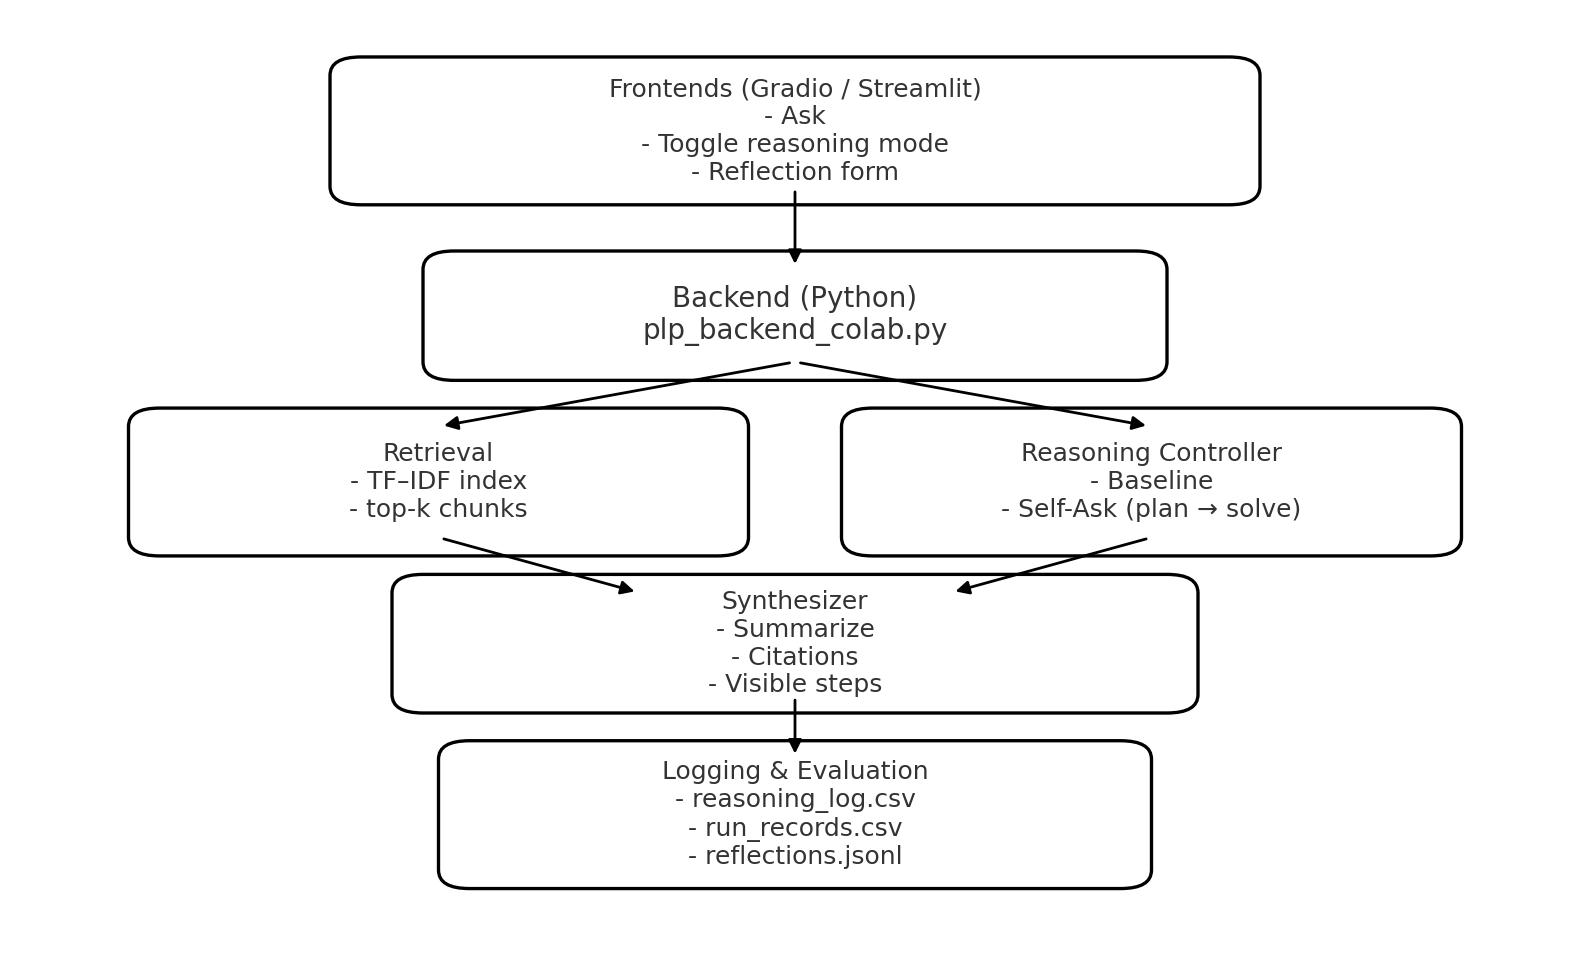 Frontends (Gradio / Streamlit)
- Ask
- Toggle reasoning mode
- Reflection form
Backend (Python)
plp_backend_colab.py
Retrieval
- TF–IDF index
- top-k chunks
Reasoning Controller
- Baseline
- Self-Ask (plan → solve)
Synthesizer
- Summarize
- Citations
- Visible steps
Logging & Evaluation
- reasoning_log.csv
- run_records.csv
- reflections.jsonl